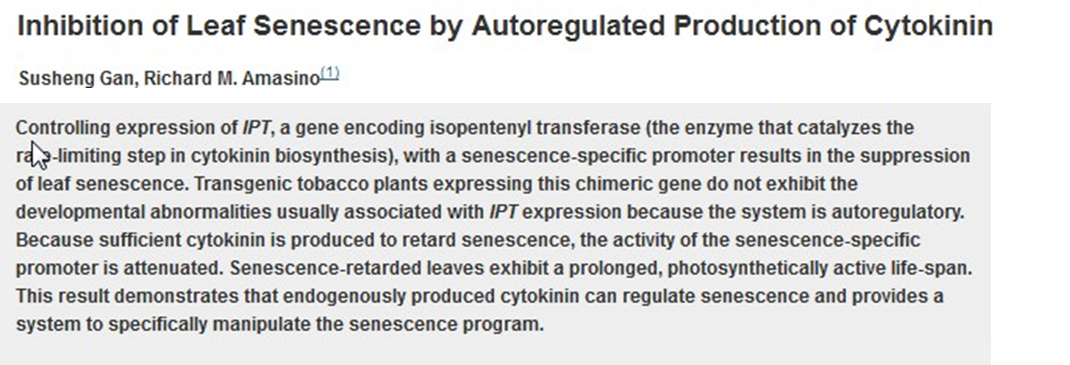 Inhibition of Leaf Senescence by Autoregulated Production of Cytokinin
Susheng Gan, Richard M. Amasino(1)
Controlling expression of IPT, a gene encoding isopentenyl transferase (the enzyme that catalyzes the
-limiting step in cytokinin biosynthesis), with a senescence-specific promoter results in the suppression
of leaf senescence. Transgenic tobacco plants expressing this chimeric gene do not exhibit the
developmental abnormalities usually associated with IPT expression because the system is autoregulatory.
Because sufficient cytokinin is produced to retard senescence, the activity of the senescence-specific
promoter is attenuated. Senescence-retarded leaves exhibit a prolonged, photosynthetically active life-span.
This result demonstrates that endogenously produced cytokinin can regulate senescence and provides a
system to specifically manipulate the senescence program.